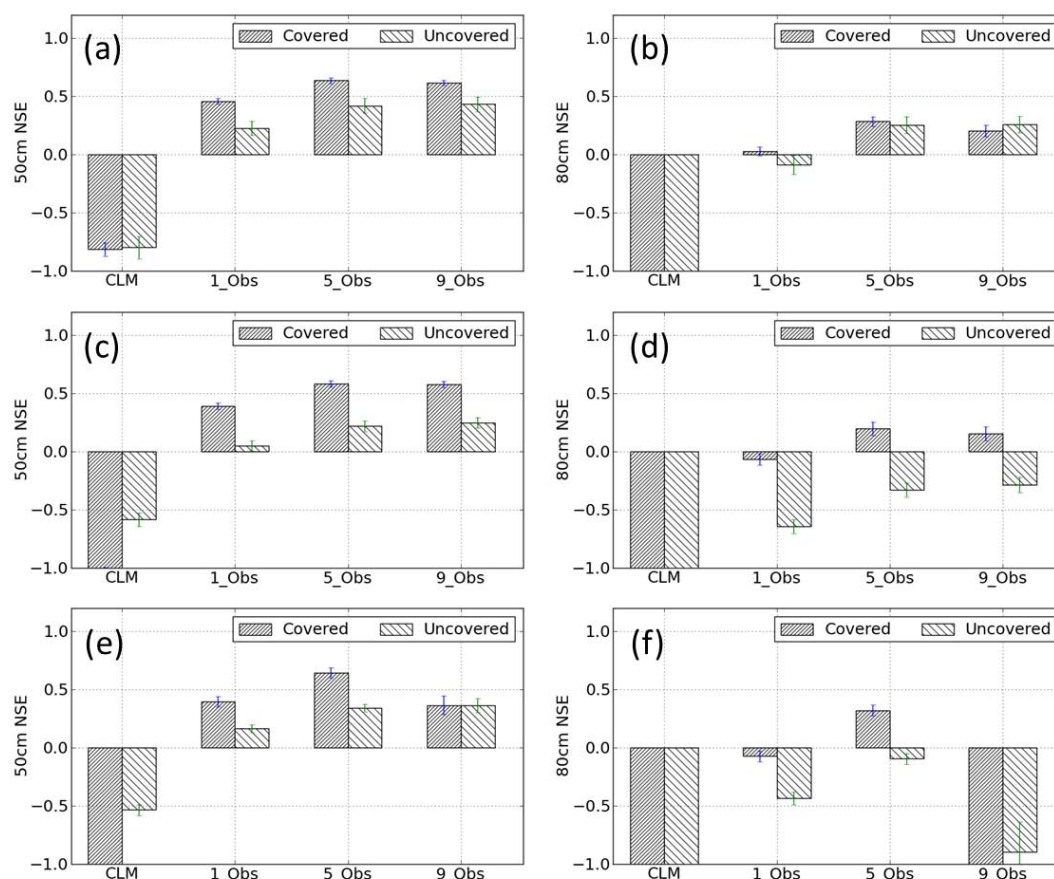 (a)
Covered Uncovered
50cm NSE
1.0
0.5
0.0
−0.5
−1.0
CLM 1_Obs 5_Obs 9_Obs
(b)
Covered Uncovered
80cm NSE
1.0
0.5
0.0
−0.5
−1.0
CLM 1_Obs 5_Obs 9_Obs
(c)
Covered Uncovered
50cm NSE
1.0
0.5
0.0
−0.5
−1.0
CLM 1_Obs 5_Obs 9_Obs
(d)
Covered Uncovered
80cm NSE
1.0
0.5
0.0
−0.5
−1.0
CLM 1_Obs 5_Obs 9_Obs
(e)
Covered Uncovered
50cm NSE
1.0
0.5
0.0
−0.5
−1.0
CLM 1_Obs 5_Obs 9_Obs
(f)
Covered Uncovered
80cm NSE
1.0
0.5
0.0
−0.5
−1.0
CLM 1_Obs 5_Obs 9_Obs